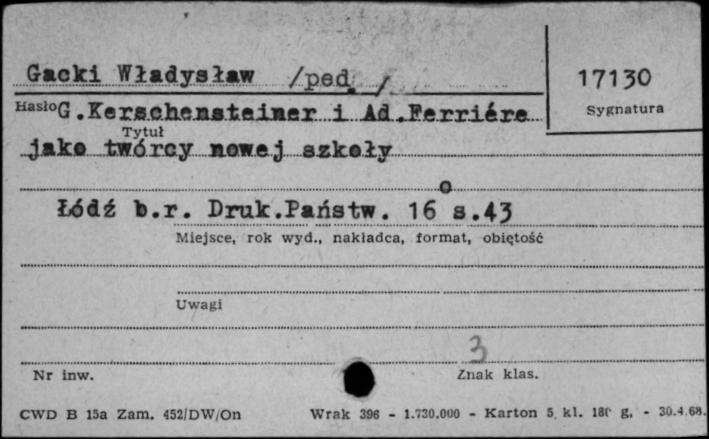 Gacki Władysław /ped. /
17130
Hasło
Sygnatura
G.Kerschensteiner i Ad.Ferriére
Tytuł
jako twórcy nowej szkoły
Łódź b.r. Druk.Państw. 16 o s.43
Miejsce, rok wyd., nakładca, format, objętość
Uwagi
3
Nr inw.
Znak klas.
CWD B 15a Zam. 452/DW/On Wrak 396 - 1.730.000 - Karton 5 kl. 180 g, - 30.4.68.